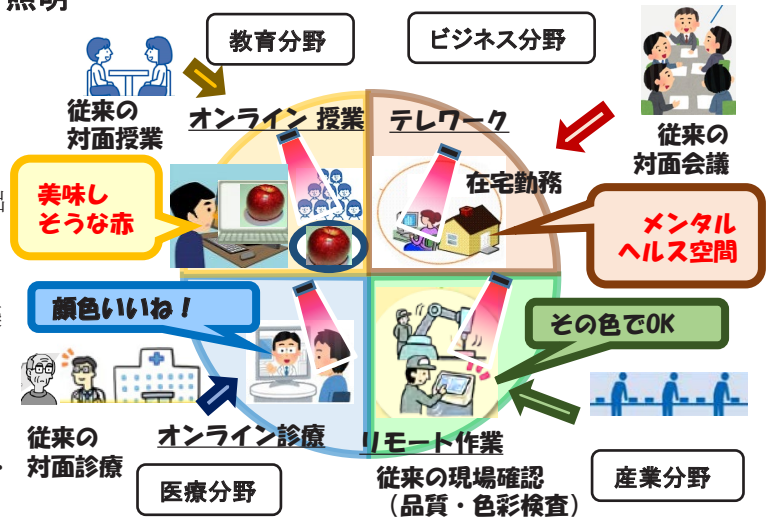 照明
教育分野
ビジネス分野
従来の
対面授業
オンライン 授業
テレワーク
従来の
対面会議
美味し
そうな赤
在宅勤務
メンタル
ヘルス空間
顔色いいね！
その色でOK
従来の
対面診療
オンライン診療
リモート作業
医療分野
従来の現場確認
（品質・色彩検査）
産業分野